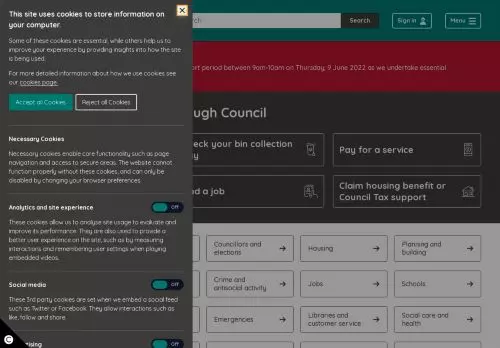 This site uses cookies to store information on
your computer.
Some of these cookies are essential, while others help us to
improve your experience by providing insights into how the site
is being used.
For more detailed information about how we use cookies see
our cookies page.
Accept all Cookies
Reject all Cookies
Necessary Cookies
Necessary cookies enable core functionality such as page
navigation and access to secure areas. The website cannot
function properly without these cookies, and can only be
disabled by changing your browser preferences.
Analytics and site experience
Off
These cookies allow us to analyse site usage to evaluate and
improve its performance. They are also used to provide a
better user experience on the site, such as by measuring
interactions and remembering user settings when playing
embedded videos.
Social media
Off
These 3rd party cookies are set when we embed a social feed
such as Twitter or Facebook. They allow interactions such as
like, follow and share.
Off
Search
Sign in
Menu
ort period between 9am-10am on Thursday, 9 June 2022 as we undertake essential
ugh Council
eck your bin collection
Pay for a service
d a job
Claim housing benefit or
Council Tax support
Councillors and
elections
Housing
Planning and
building
Crime and
antisocial activity
Jobs
Schools
Emergencies
Libraries and
customer service
Social care and
health